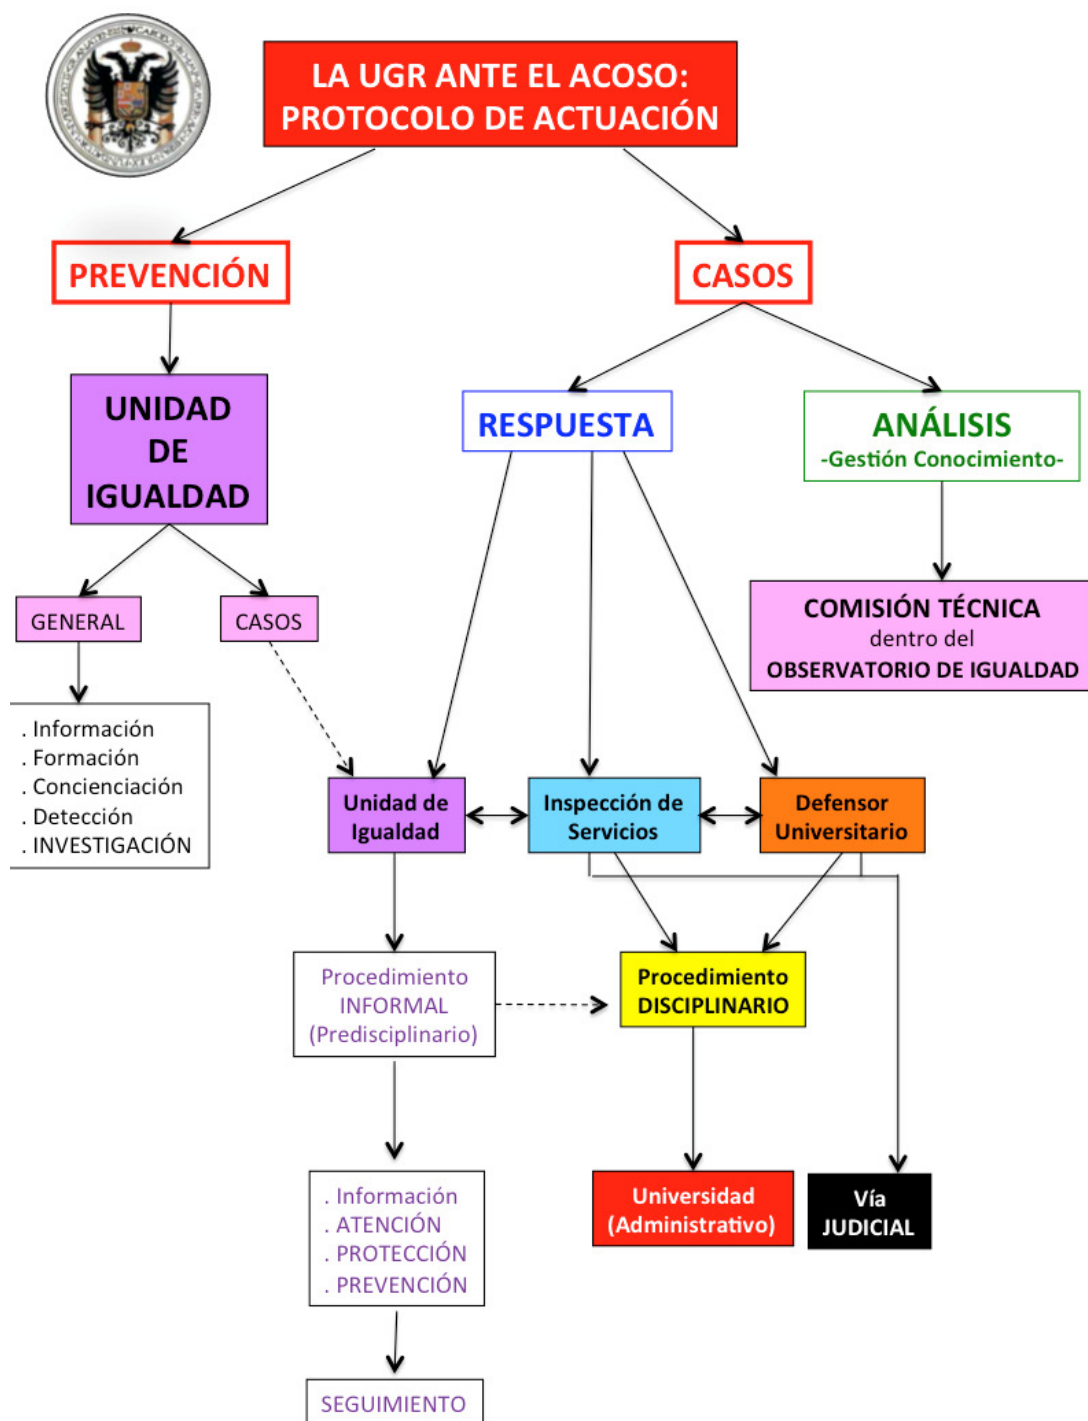 LA UGR ANTE EL ACOSO:
PROTOCOLO DE ACTUACIÓN
PREVENCIÓN
CASOS
UNIDAD
DE
IGUALDAD
RESPUESTA
ANÁLISIS
-Gestión Conocimiento-
GENERAL
CASOS
COMISIÓN TÉCNICA
dentro del
OBSERVATORIO DE IGUALDAD
. Información
. Formación
. Concienciación
. Detección
. INVESTIGACIÓN
Unidad de
Igualdad
Inspección de
Servicios
Defensor
Universitario
Procedimiento
INFORMAL
(Predisciplinario)
Procedimiento
DISCIPLINARIO
. Información
. ATENCIÓN
. PROTECCIÓN
. PREVENCIÓN
Universidad
(Administrativo)
Vía
JUDICIAL
SEGUIMIENTO